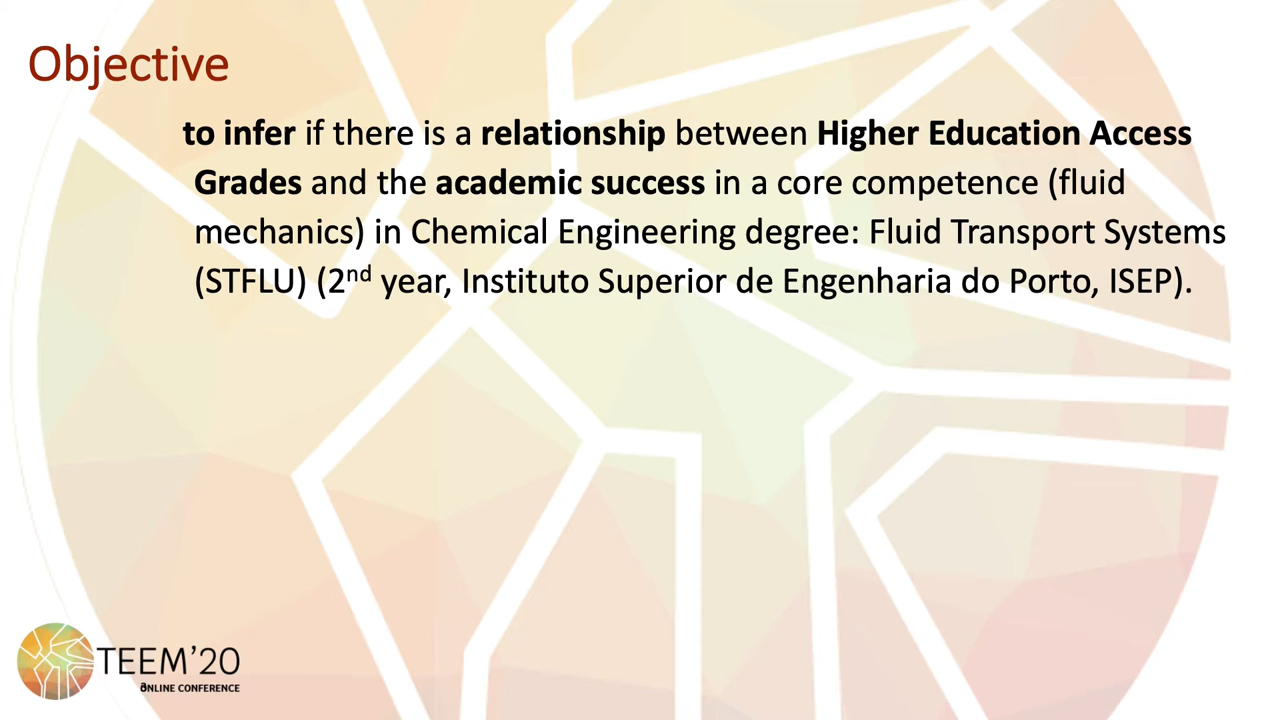 Objective
to infer if there is a relationship between Higher Education Access
Grades and the academic success in a core competence (fluid
mechanics) in Chemical Engineering degree: Fluid Transport Systems
(STFLU) (2nd year, Instituto Superior de Engenharia do Porto, ISEP).
TEEM'20
ONLINE CONFERENCE